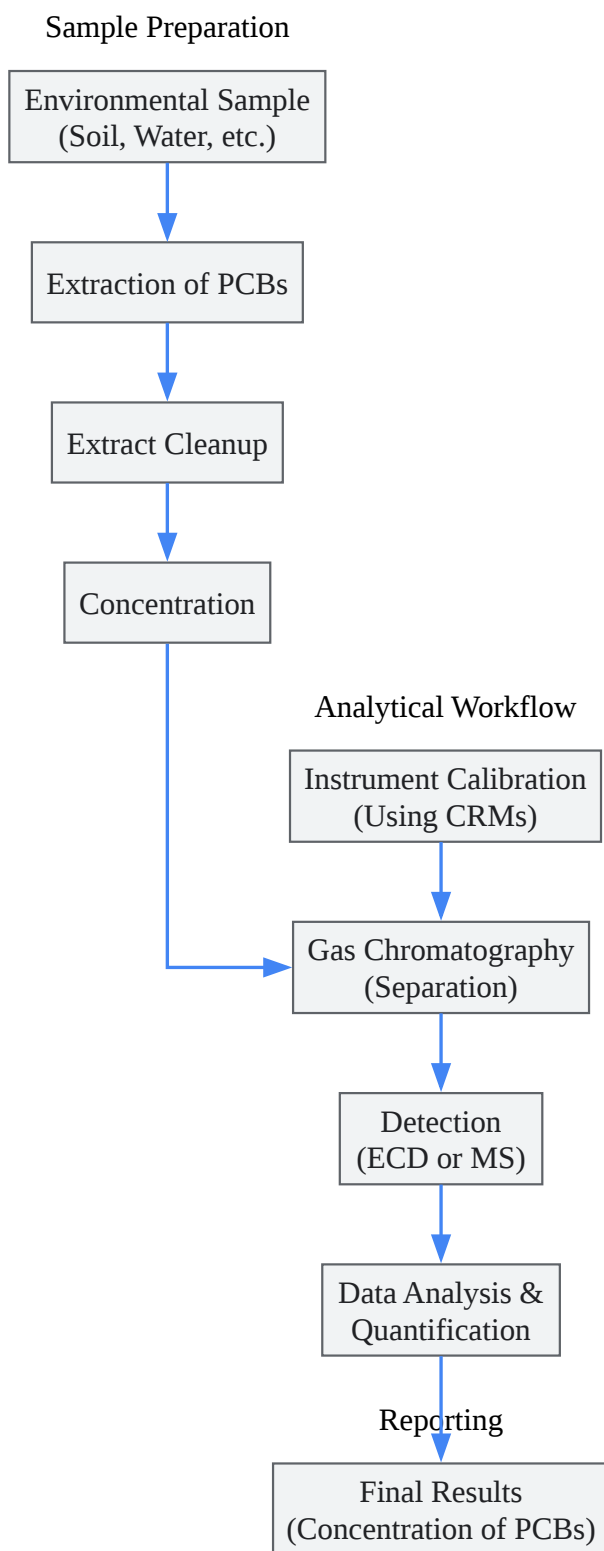 Sample Preparation
Environmental Sample
(Soil, Water, etc.)
Extraction of PCBs
Extract Cleanup
Concentration
Analytical Workflow
Instrument Calibration
(Using CRMs)
Gas Chromatography
(Separation)
Detection
(ECD or MS)
Data Analysis &
Quantification
Reporting
Final Results
(Concentration of PCBs)